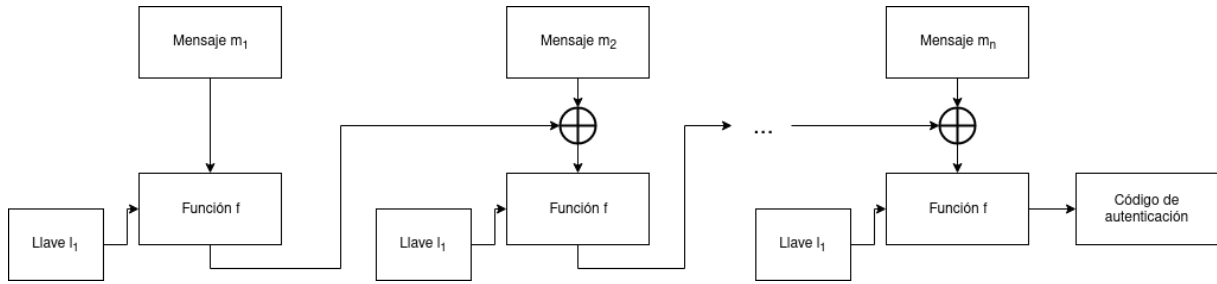 Mensaje m1
Mensaje m2
Mensaje mn
...
Función f
Función f
Función f
Código de
autenticación
Llave l1
Llave l1
Llave l1